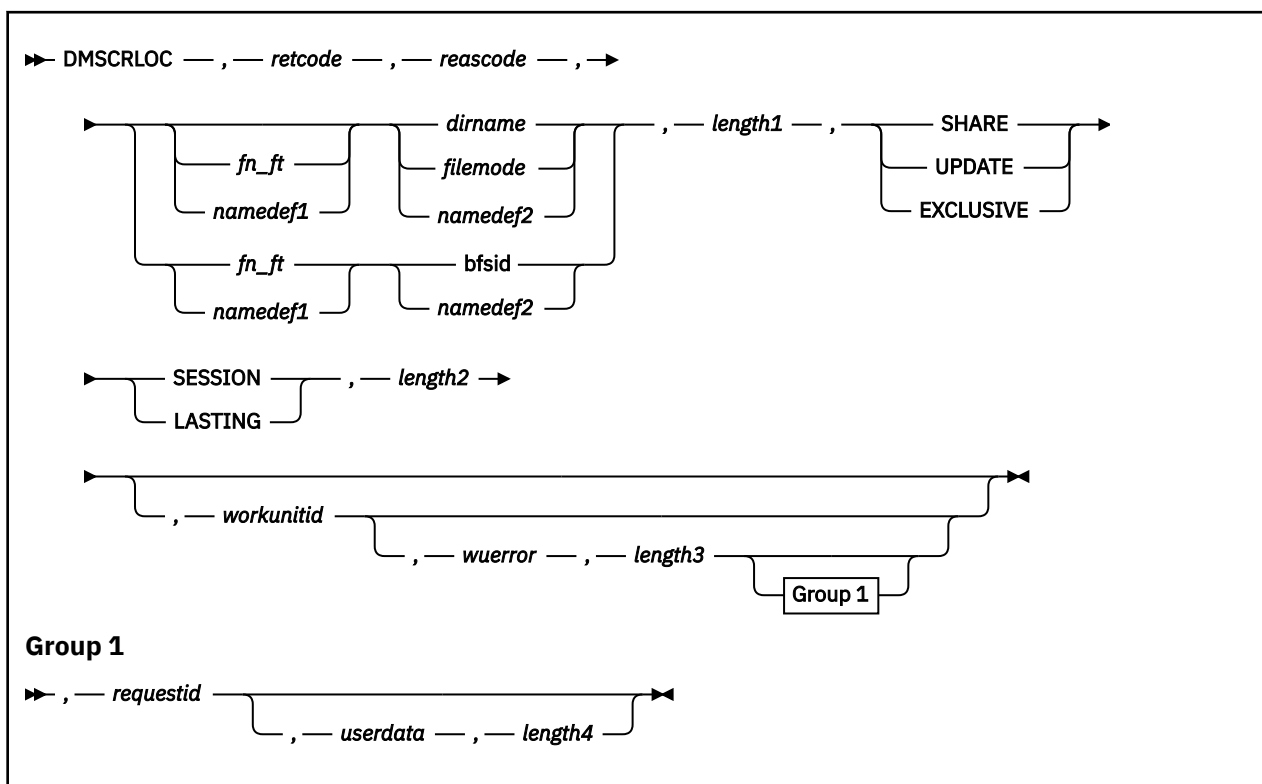 DMSCRLOC , retcode , reascode ,
dirname , length1 , SHARE
fn_ft filemode UPDATE
namedef1 namedef2 EXCLUSIVE
fn_ft bfsid
namedef1 namedef2
SESSION , length2
LASTING
, workunitid
, wuerror , length3
Group 1
Group 1
, requestid
, userdata , length4